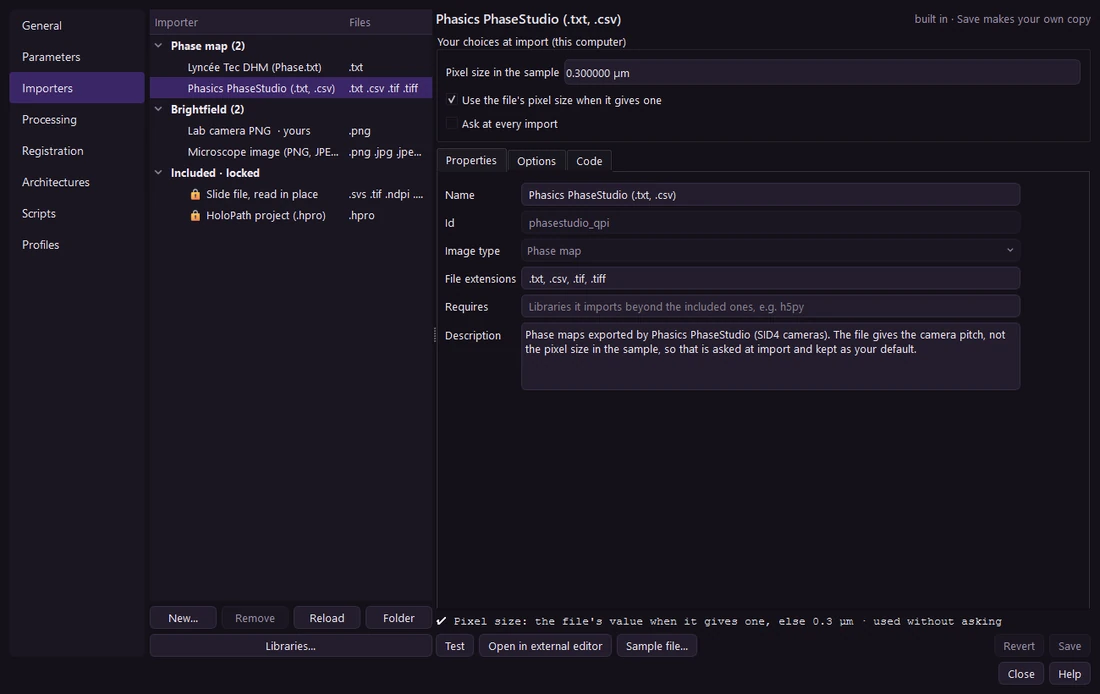 General
Parameters
Importers
Processing
Registration
Architectures
Scripts
Profiles
Importer Files
Phase map (2)
Lyncée Tec DHM (Phase.txt) .txt
Phasics PhaseStudio (.txt, .csv) .txt .csv .tif .tiff
Brightfield (2)
Lab camera PNG · yours .png
Microscope image (PNG, JPE... .png .jpg .jpe...
Included · locked
Slide file, read in place .svs .tif .ndpi ....
HoloPath project (.hpro) .hpro
New... Remove Reload Folder
Libraries...
Phasics PhaseStudio (.txt, .csv) built in · Save makes your own copy
Your choices at import (this computer)
Pixel size in the sample 0.300000 µm
Use the file's pixel size when it gives one
Ask at every import
Properties Options Code
Name Phasics PhaseStudio (.txt, .csv)
Id phasestudio_qpi
Image type Phase map
File extensions .txt, .csv, .tif, .tiff
Requires Libraries it imports beyond the included ones, e.g. h5py
Description Phase maps exported by Phasics PhaseStudio (SID4 cameras). The file gives the camera pitch, not
the pixel size in the sample, so that is asked at import and kept as your default.
✔ Pixel size: the file's value when it gives one, else 0.3 µm · used without asking
Test Open in external editor Sample file... Revert Save
Close Help